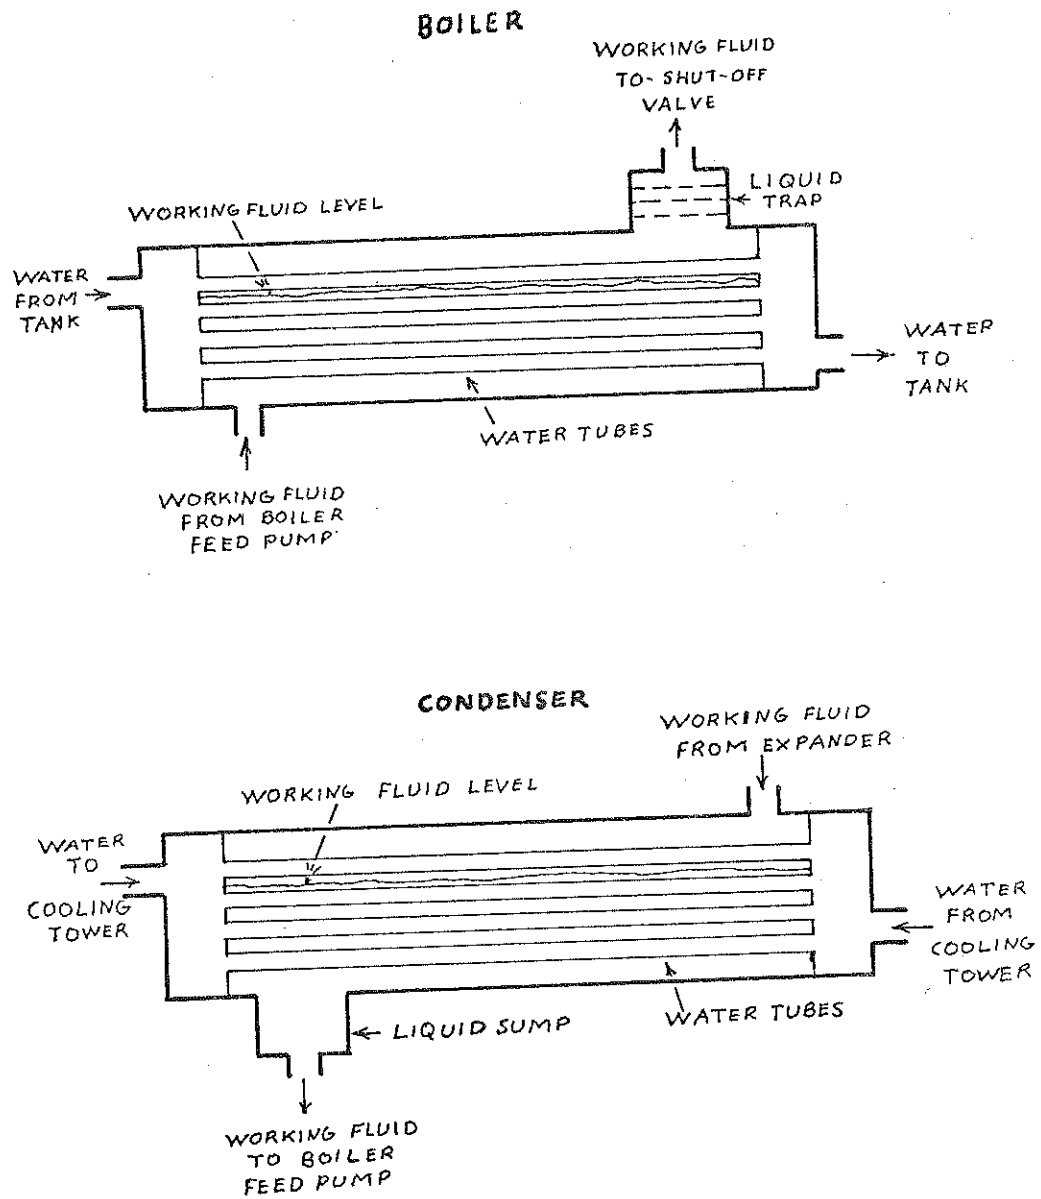 BOILER
WORKING FLUID
TO- SHUT-OFF
VALVE
LIQUID
TRAP
WORKING FLUID LEVEL
WATER
FROM
TANK
WATER
TO
TANK
WATER TUBES
WORKING FLUID
FROM BOILER
FEED PUMP
CONDENSER
WORKING FLUID
FROM EXPANDER
WORKING FLUID LEVEL
WATER
TO
COOLING
TOWER
WATER
FROM
COOLING
TOWER
LIQUID SUMP
WATER TUBES
WORKING FLUID
TO BOILER
FEED PUMP